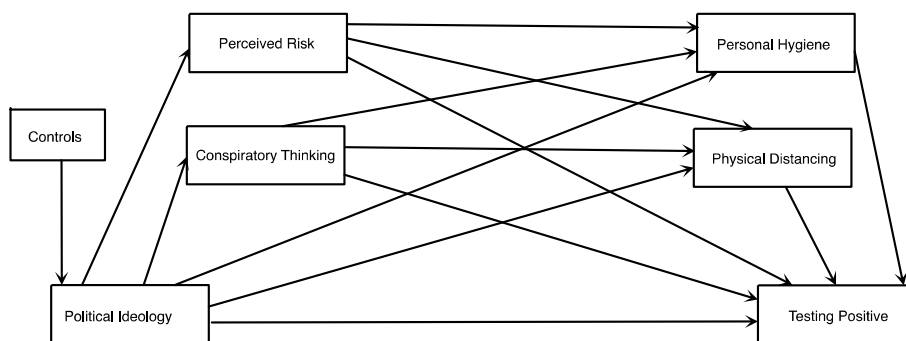 Perceived Risk
Personal Hygiene
Controls
Conspiratory Thinking
Physical Distancing
Political Ideology
Testing Positive